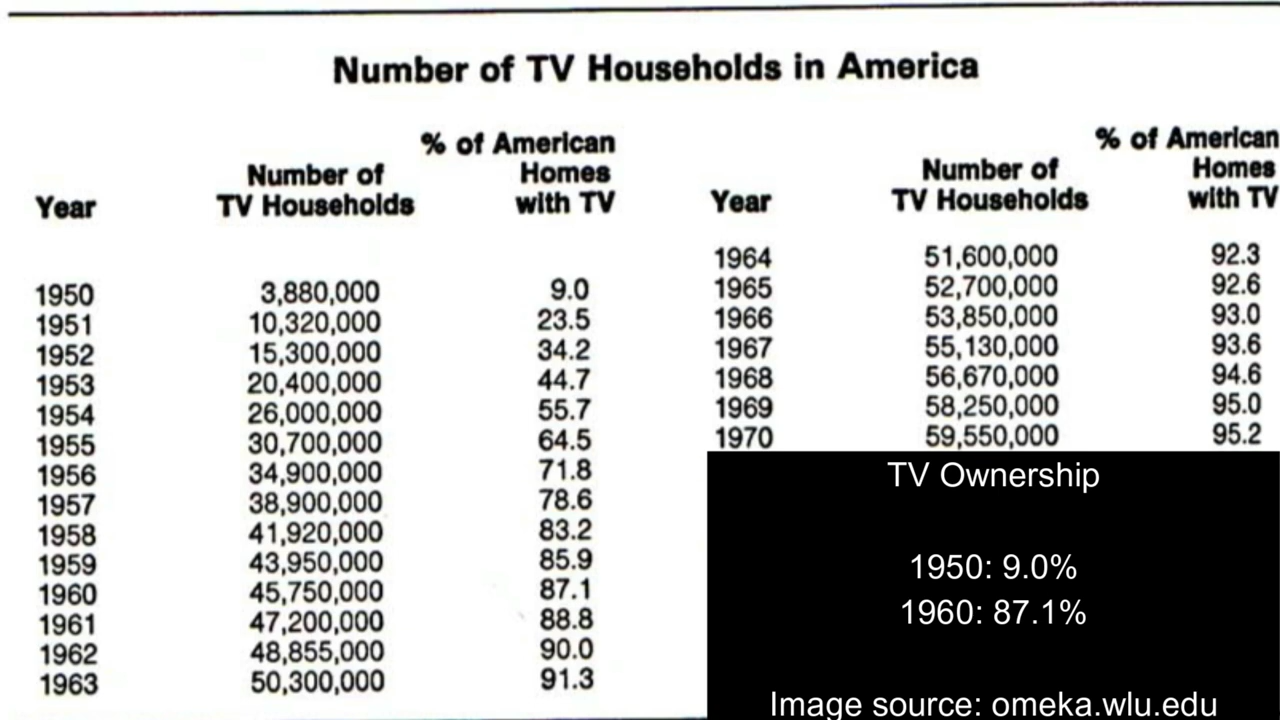 Number of TV Households in America
Year Number of TV Households % of American Homes with TV
1950 3,880,000 9.0
1951 10,320,000 23.5
1952 15,300,000 34.2
1953 20,400,000 44.7
1954 26,000,000 55.7
1955 30,700,000 64.5
1956 34,900,000 71.8
1957 38,900,000 78.6
1958 41,920,000 83.2
1959 43,950,000 85.9
1960 45,750,000 87.1
1961 47,200,000 88.8
1962 48,855,000 90.0
1963 50,300,000 91.3
Year Number of TV Households % of American Homes with TV
1964 51,600,000 92.3
1965 52,700,000 92.6
1966 53,850,000 93.0
1967 55,130,000 93.6
1968 56,670,000 94.6
1969 58,250,000 95.0
1970 59,550,000 95.2
TV Ownership
1950: 9.0%
1960: 87.1%
Image source: omeka.wlu.edu